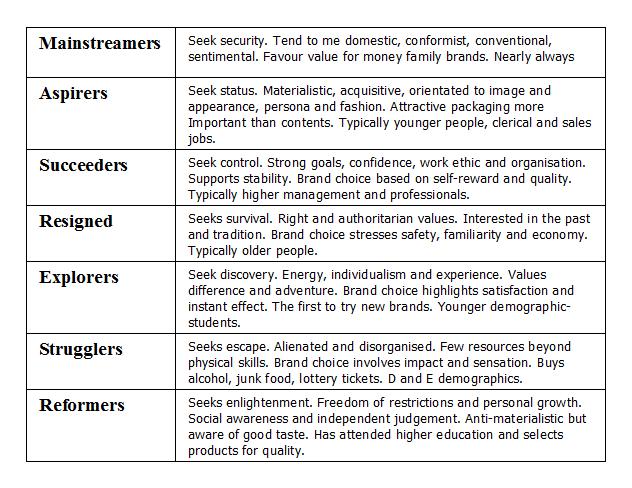 Mainstreamers
Seek security. Tend to me domestic, conformist, conventional,
sentimental. Favour value for money family brands. Nearly always
Aspirers
Seek status. Materialistic, acquisitive, orientated to image and
appearance, persona and fashion. Attractive packaging more
Important than contents. Typically younger people, clerical and sales
jobs.
Succeeders
Seek control. Strong goals, confidence, work ethic and organisation.
Supports stability. Brand choice based on self-reward and quality.
Typically higher management and professionals.
Resigned
Seeks survival. Right and authoritarian values. Interested in the past
and tradition. Brand choice stresses safety, familiarity and economy.
Typically older people.
Explorers
Seek discovery. Energy, individualism and experience. Values
difference and adventure. Brand choice highlights satisfaction and
instant effect. The first to try new brands. Younger demographic-
students.
Strugglers
Seeks escape. Alienated and disorganised. Few resources beyond
physical skills. Brand choice involves impact and sensation. Buys
alcohol, junk food, lottery tickets. D and E demographics.
Reformers
Seeks enlightenment. Freedom of restrictions and personal growth.
Social awareness and independent judgement. Anti-materialistic but
aware of good taste. Has attended higher education and selects
products for quality.